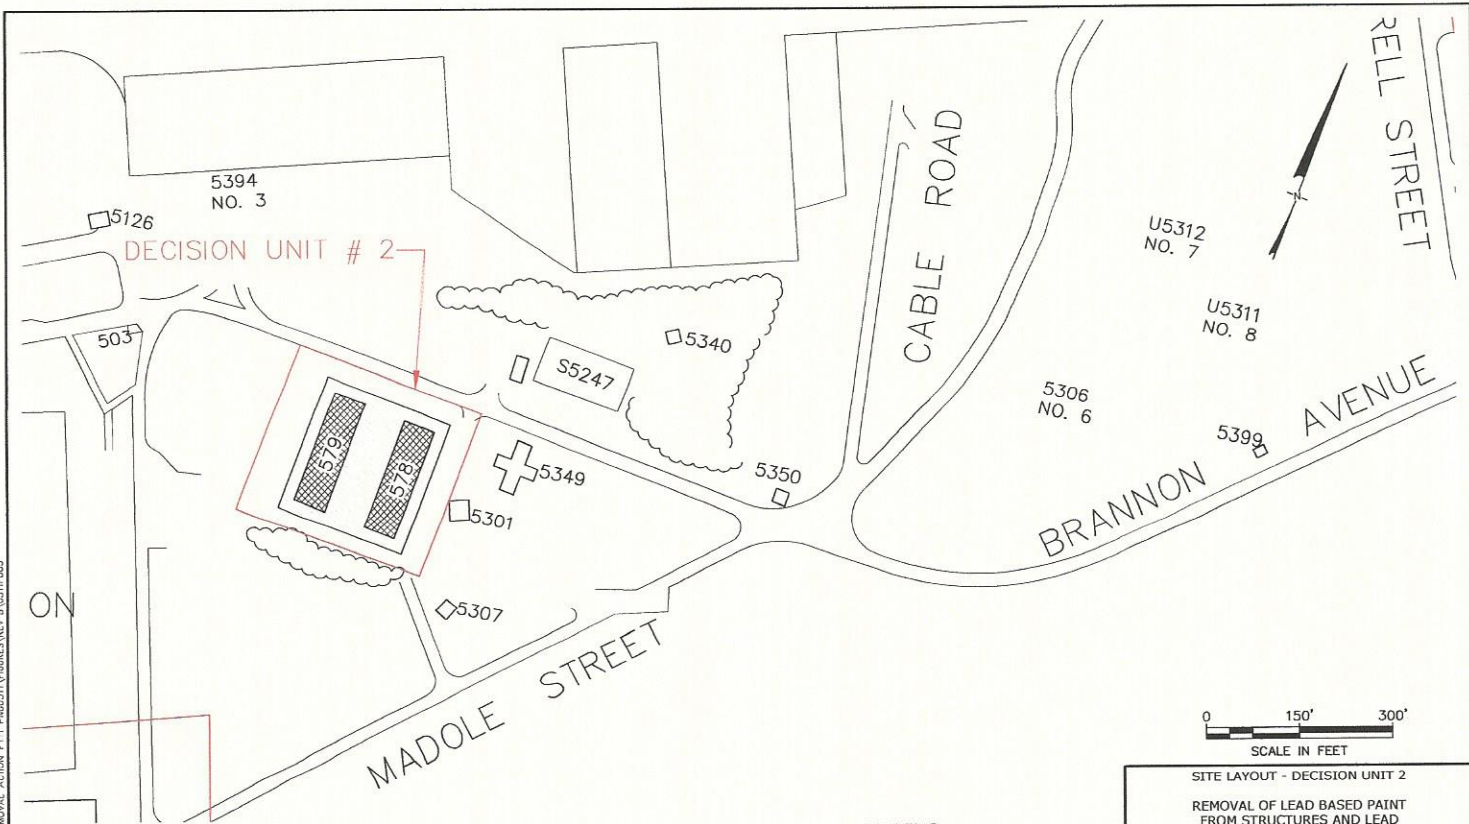 RELL STREET
5394
NO. 3
5126
DECISION UNIT # 2
CABLE ROAD
U5312
NO. 7
N
U5311
NO. 8
503
5340
S5247
5306
NO. 6
AVENUE
5399
579
578
5349
5350
5301
BRANNON
ON
5307
MADOLE STREET
0 150' 300'
SCALE IN FEET
SITE LAYOUT - DECISION UNIT 2
REMOVAL OF LEAD BASED PAINT
FROM STRUCTURES AND LEAD